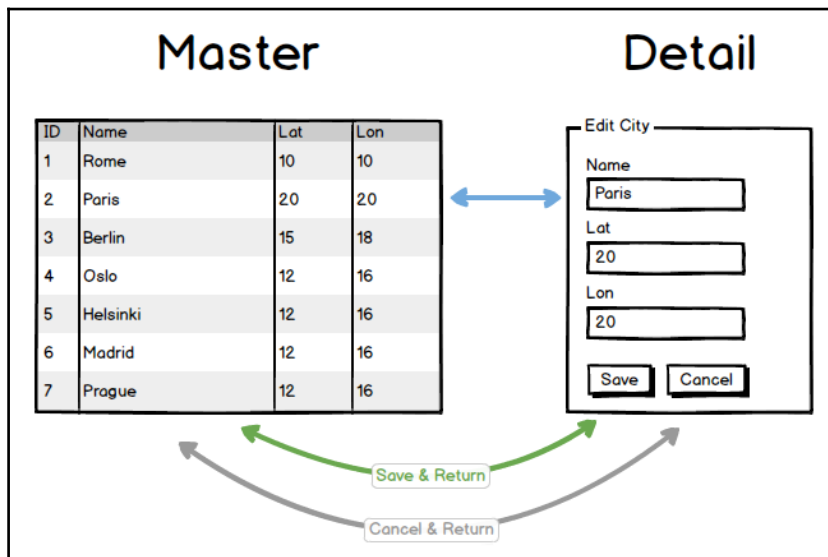 Master
Detail
ID Name Lat Lon
1 Rome 10 10
2 Paris 20 20
3 Berlin 15 18
4 Oslo 12 16
5 Helsinki 12 16
6 Madrid 12 16
7 Prague 12 16
Edit City
Name
Paris
Lat
20
Lon
20
Save Cancel
Save & Return
Cancel & Return